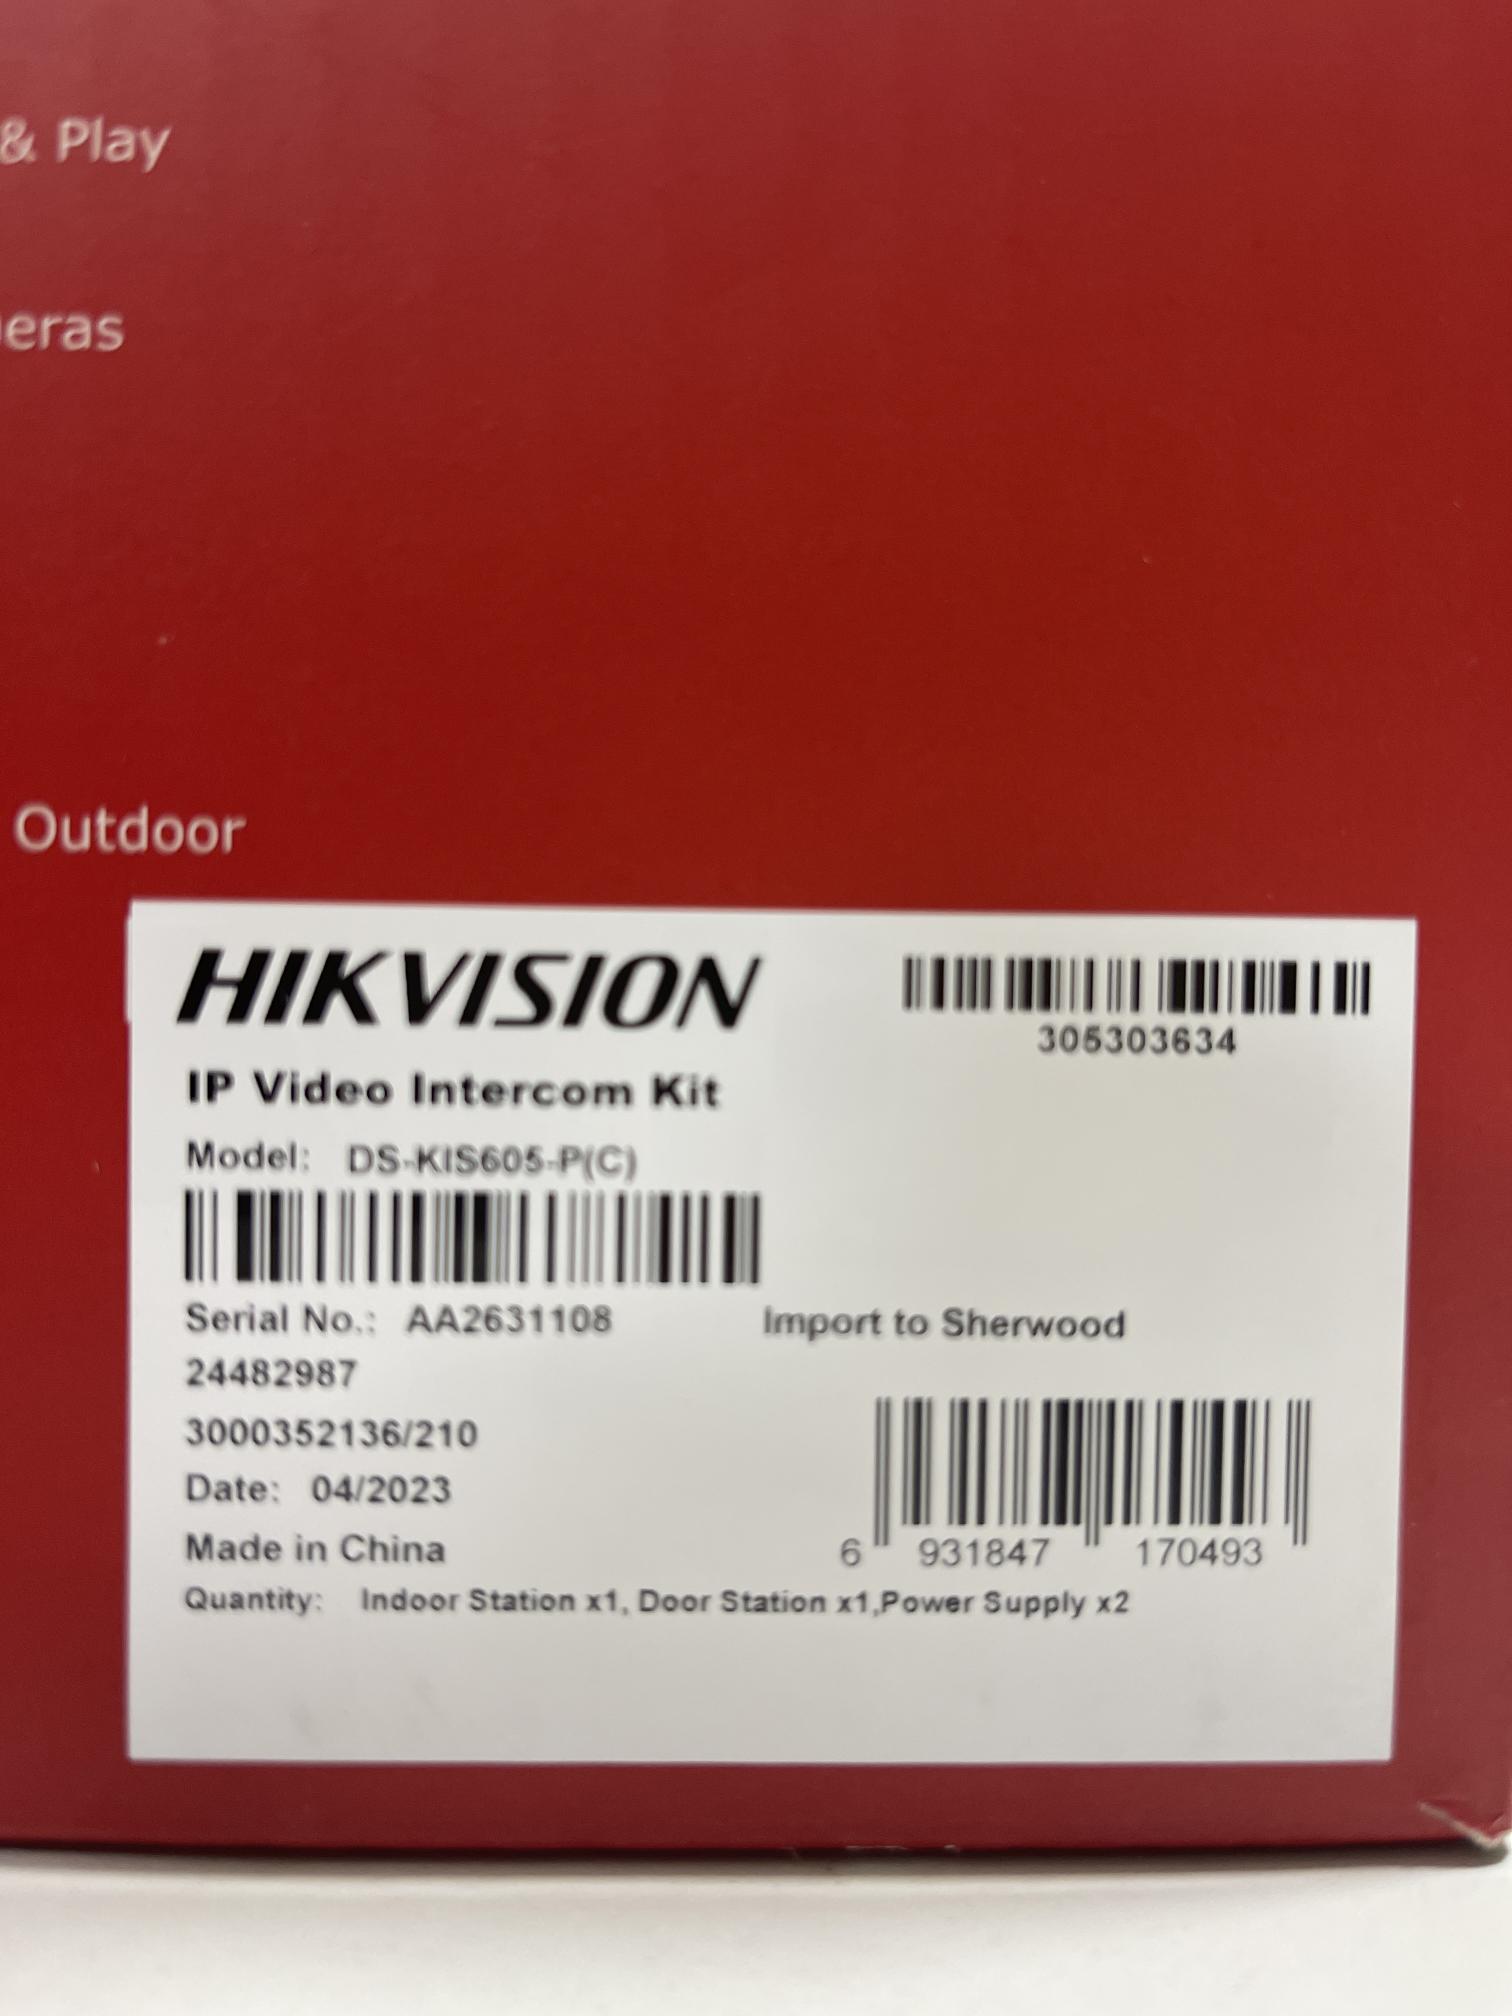 & Play
eras
Outdoor
HIKVISION
305303634
IP Video Intercom Kit
Model: DS-KIS605-P(C)
Serial No.: AA2631108
Import to Sherwood
24482987
3000352136/210
Date: 04/2023
Made in China
6 931847 170493
Quantity: Indoor Station x1, Door Station x1,Power Supply x2